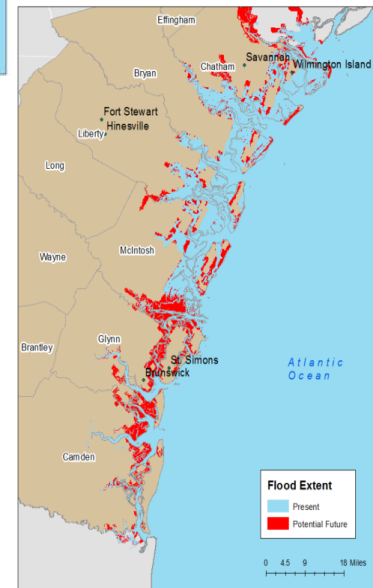 Effingham
Savannah
Chatham
Wilmington Island
Bryan
Fort Stewart
Hinesville
Liberty
Long
McIntosh
Wayne
Glynn
Brantley
St. Simons
Brunswick
Atlantic
Ocean
Camden
Flood Extent
Present
Potential Future
0 4.5 9 18 Miles